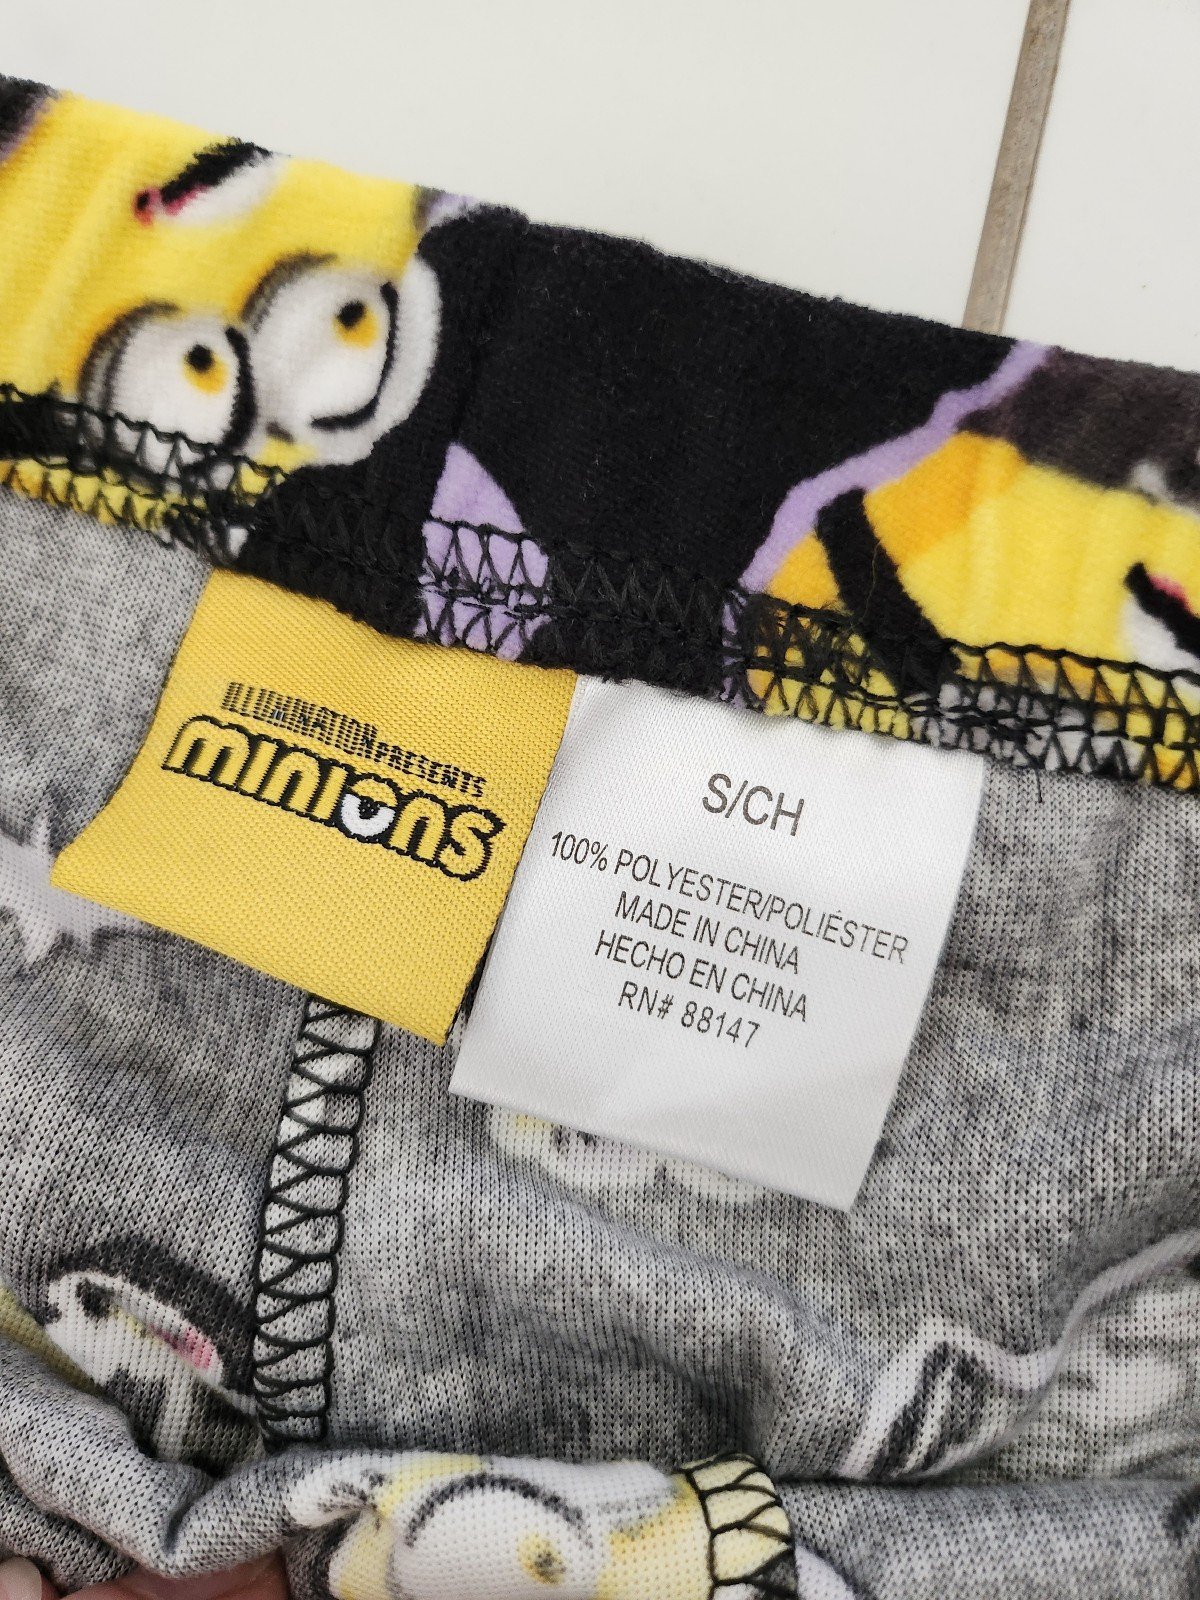 ILLUMINATION PRESENTS
minions
S/CH
100% POLYESTER/POLIÉSTER
MADE IN CHINA
HECHO EN CHINA
RN# 88147